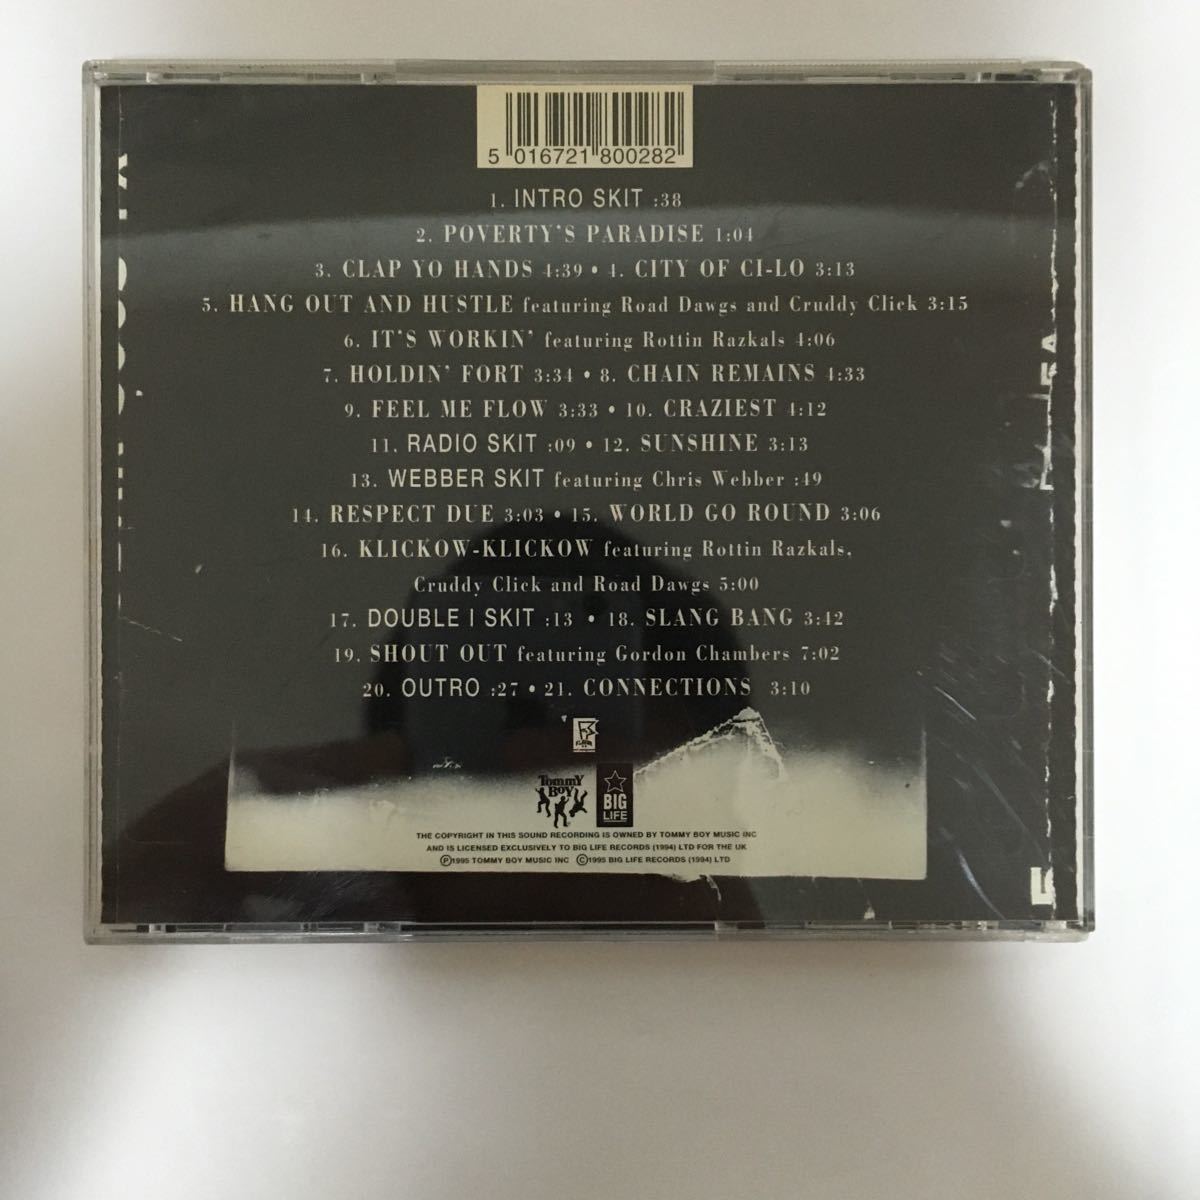 5 016721 800282
1. INTRO SKIT :38
2. POVERTY'S PARADISE 1:04
3. CLAP YO HANDS 4:39 • 4. CITY OF CI-LO 3:13
5. HANG OUT AND HUSTLE featuring Road Dawgs and Cruddy Click 3:15
6. IT'S WORKIN' featuring Rottin Razkals 4:06
7. HOLDIN' FORT 3:34 • 8. CHAIN REMAINS 4:33
9. FEEL ME FLOW 3:33 • 10. CRAZIEST 4:12
11. RADIO SKIT :09 • 12. SUNSHINE 3:13
13. WEBBER SKIT featuring Chris Webber :49
14. RESPECT DUE 3:03 • 15. WORLD GO ROUND 3:06
16. KLICKOW-KLICKOW featuring Rottin Razkals,
Cruddy Click and Road Dawgs 5:00
17. DOUBLE I SKIT :13 • 18. SLANG BANG 3:42
19. SHOUT OUT featuring Gordon Chambers 7:02
20. OUTRO :27 • 21. CONNECTIONS 3:10
Tommy
Boy
BIG
LIFE
THE COPYRIGHT IN THIS SOUND RECORDING IS OWNED BY TOMMY BOY MUSIC INC
AND IS LICENSED EXCLUSIVELY TO BIG LIFE RECORDS (1994) LTD FOR THE UK
Ⓟ1995 TOMMY BOY MUSIC INC ©1995 BIG LIFE RECORDS (1994) LTD